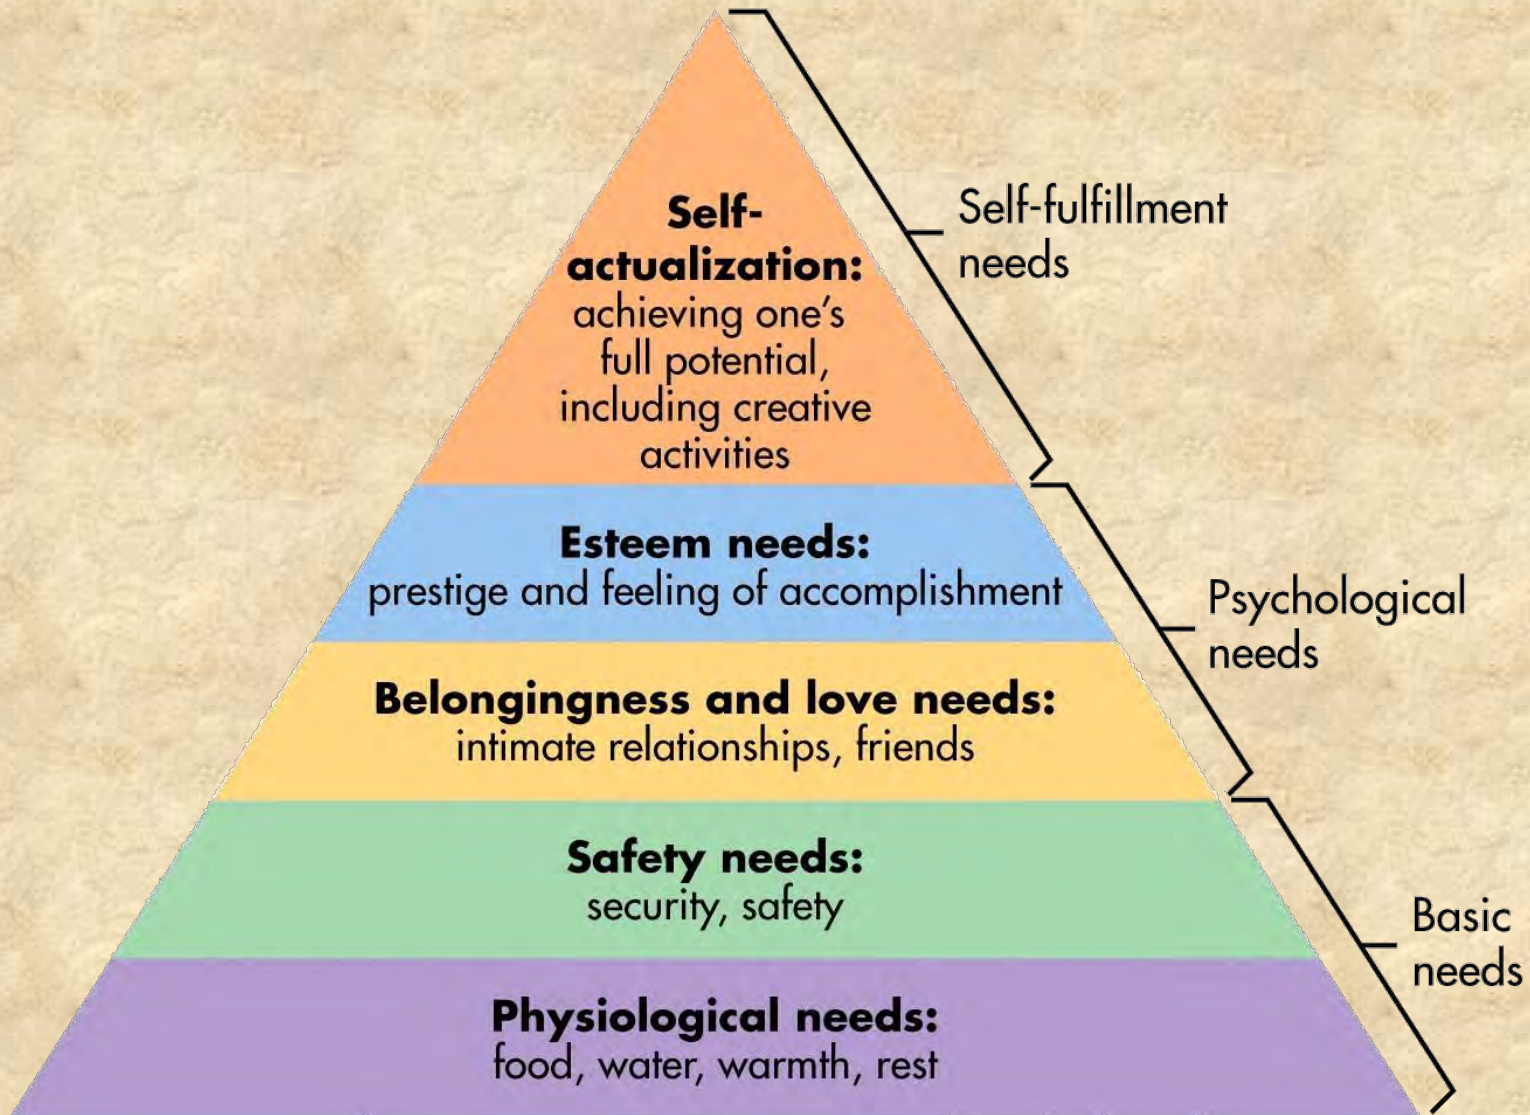 Self-
actualization:
achieving one's
full potential,
including creative
activities
Self-fulfillment
needs
Esteem needs:
prestige and feeling of accomplishment
Psychological
needs
Belongingness and love needs:
intimate relationships, friends
Safety needs:
security, safety
Basic
needs
Physiological needs:
food, water, warmth, rest